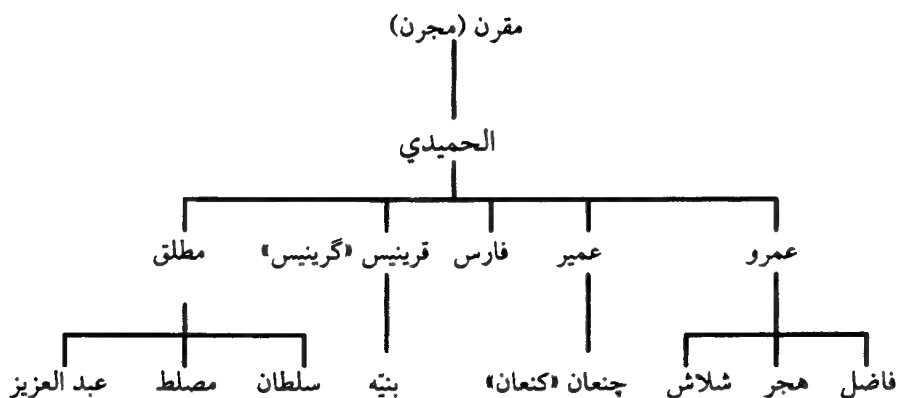 مقرن (مجرن)
الحميدي
عمرو عمير فارس قرينيس «گرينيس» مطلق
فاضل هجر شلاش چنعان «كنعان» بنيّه سلطان مصلط عبد العزيز